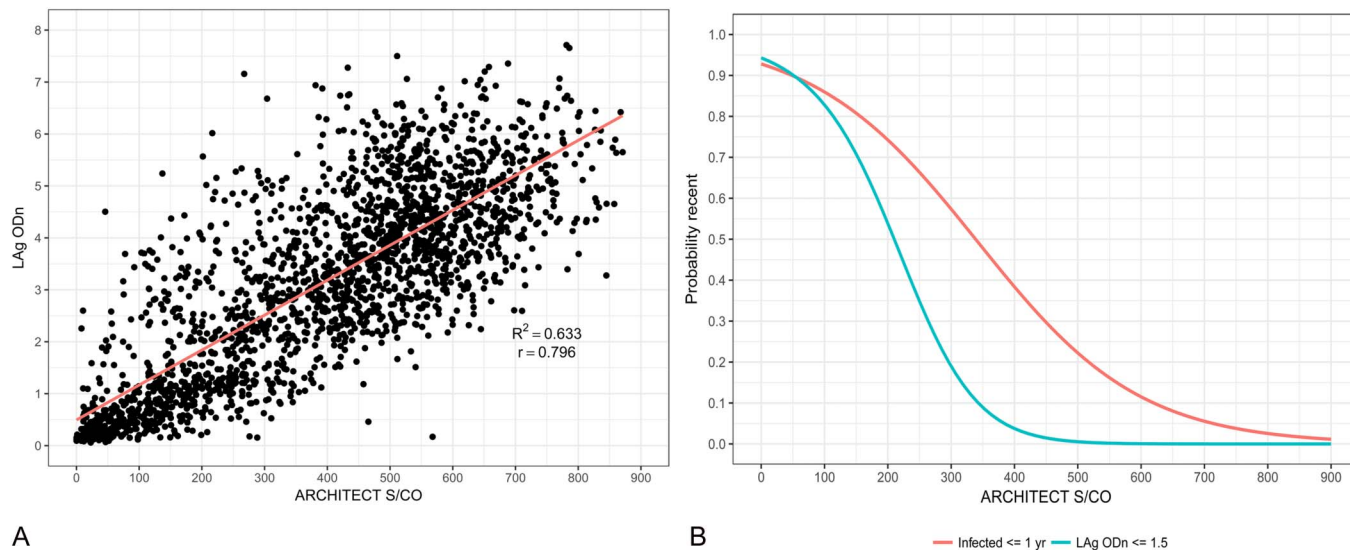 8
7
6
5
4
3
2
1
0
LAg ODn
R² = 0.633
r = 0.796
0 100 200 300 400 500 600 700 800 900
ARCHITECT S/CO
A
1.0
0.9
0.8
0.7
0.6
0.5
0.4
0.3
0.2
0.1
0.0
Probability recent
0 100 200 300 400 500 600 700 800 900
ARCHITECT S/CO
B
Infected <= 1 yr LAg ODn <= 1.5